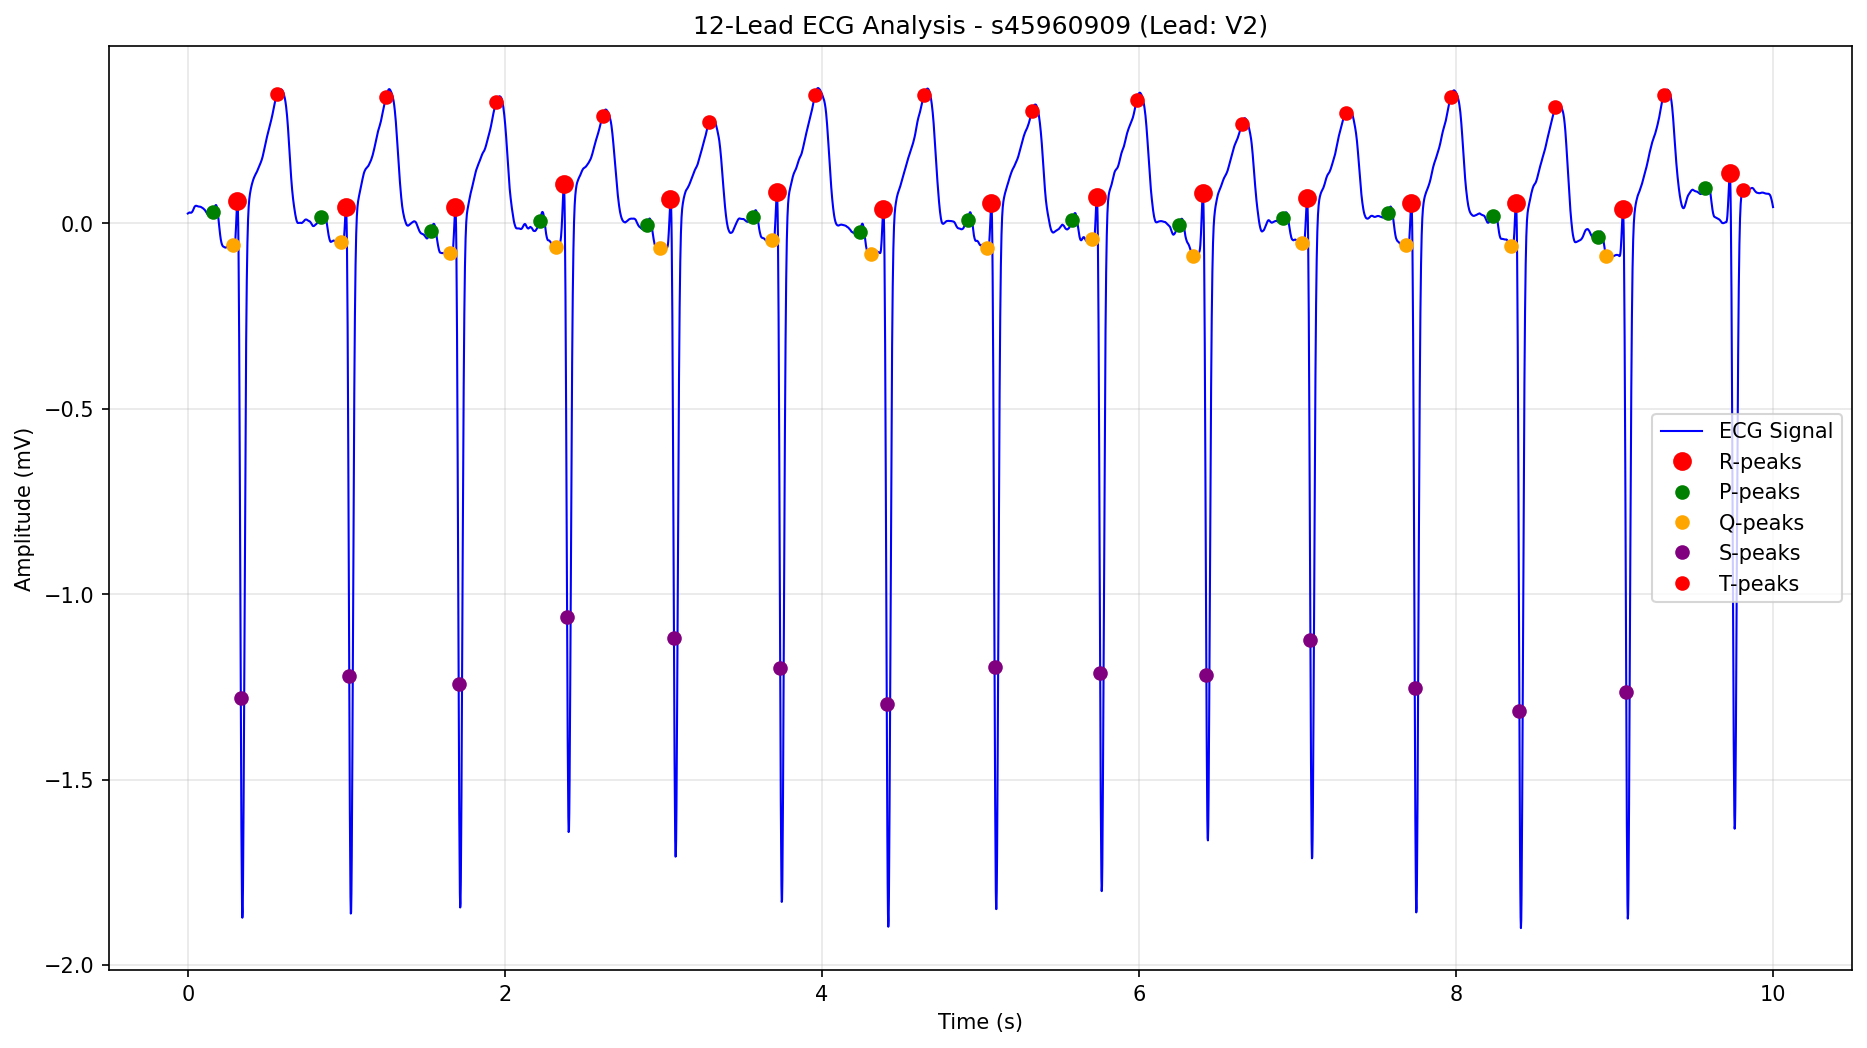 12-Lead ECG Analysis - s45960909 (Lead: V2)
Amplitude (mV)
0.0
−0.5
−1.0
−1.5
−2.0
ECG Signal
R-peaks
P-peaks
Q-peaks
S-peaks
T-peaks
0 2 4 6 8 10
Time (s)